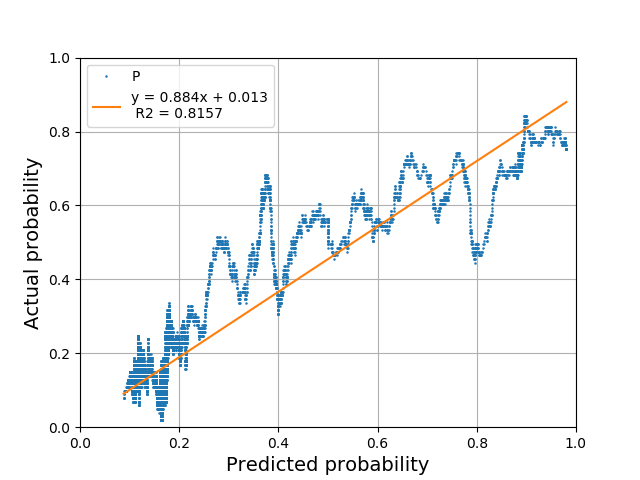 P
y = 0.884x + 0.013
R2 = 0.8157
1.0
0.8
0.6
0.4
0.2
0.0
Actual probability
0.0 0.2 0.4 0.6 0.8 1.0
Predicted probability